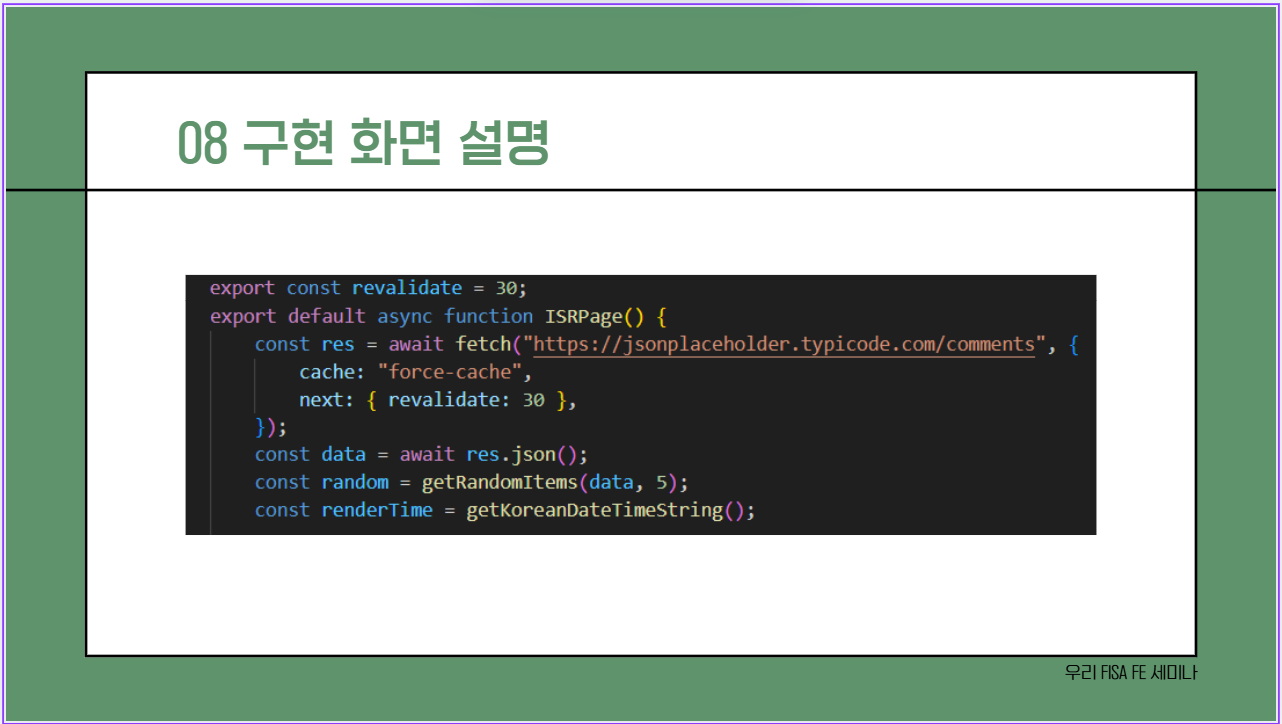 08 구현 화면 설명
export const revalidate = 30;
export default async function ISRPage() {
    const res = await fetch("https://jsonplaceholder.typicode.com/comments", {
        cache: "force-cache",
        next: { revalidate: 30 },
    });
    const data = await res.json();
    const random = getRandomItems(data, 5);
    const renderTime = getKoreanDateTimeString();
우리 FISA FE 세미나